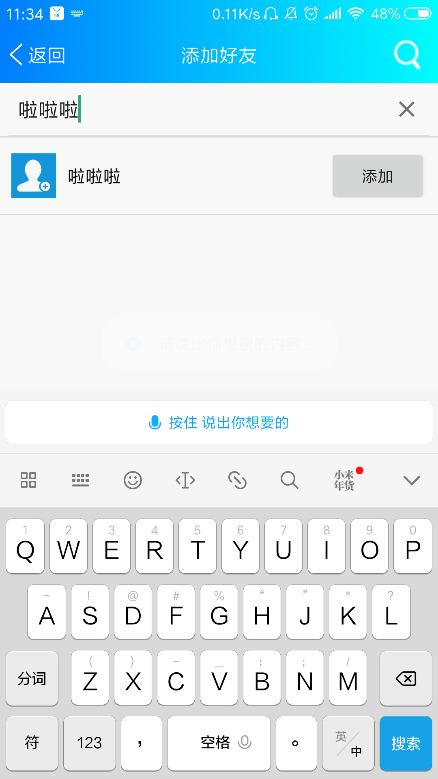 11:34 0.11K/s 48%
返回 添加好友
啦啦啦
啦啦啦 添加
按住 说出你想要的
小米
年货
1 2 3 4 5 6 7 8 9 0
Q W E R T Y U I O P
~ ! @ # % “ ” * ?
A S D F G H J K L
( ) - _ : ; /
分词 Z X C V B N M
符 123 , 空格 。 英/中 搜索